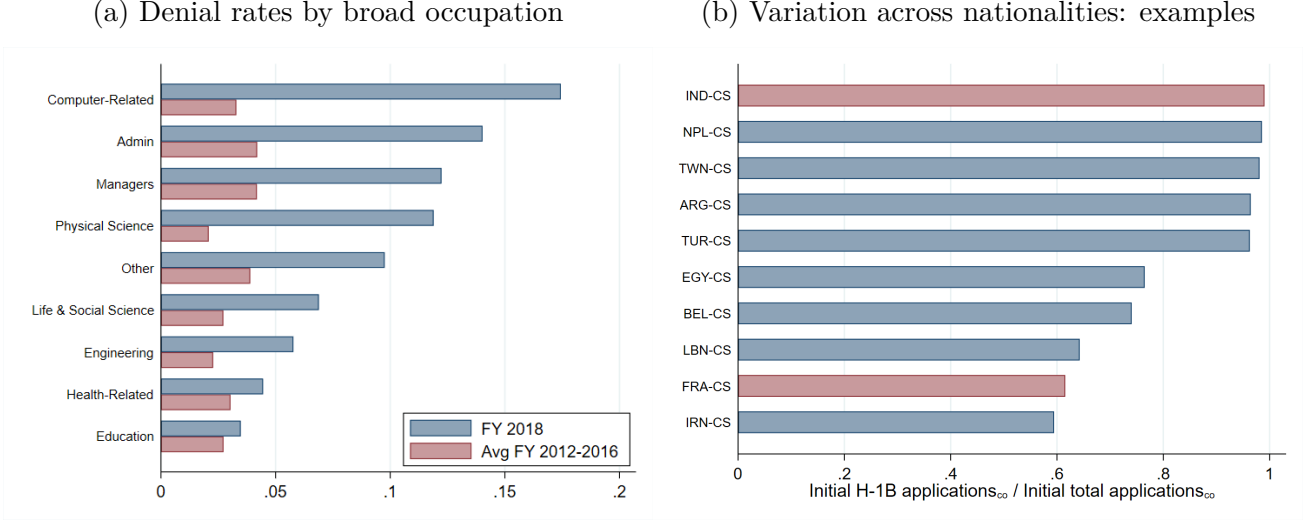 (a) Denial rates by broad occupation
Computer-Related
Admin
Managers
Physical Science
Other
Life & Social Science
Engineering
Health-Related
Education
FY 2018
Avg FY 2012-2016
0 .05 .1 .15 .2
(b) Variation across nationalities: examples
IND-CS
NPL-CS
TWN-CS
ARG-CS
TUR-CS
EGY-CS
BEL-CS
LBN-CS
FRA-CS
IRN-CS
0 .2 .4 .6 .8 1
Initial H-1B applicationsco / Initial total applicationsco